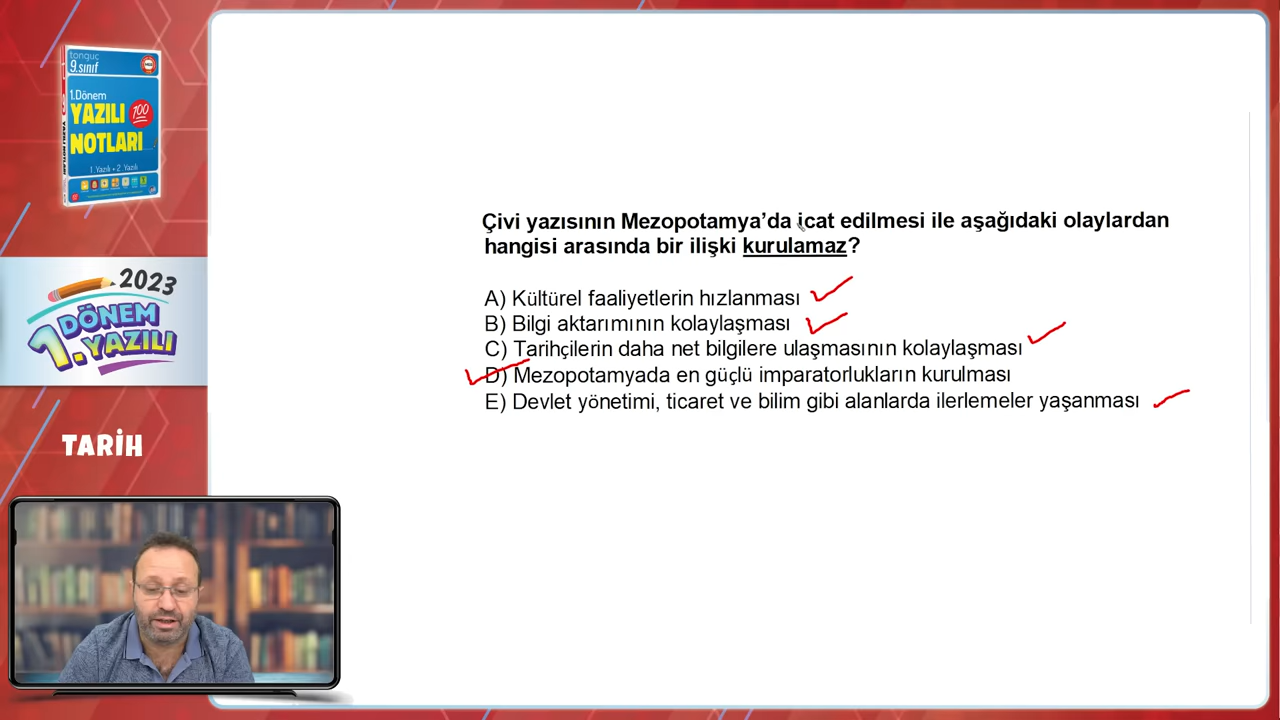 tonguç
9.sınıf
1.Dönem
YAZILI
100
NOTLARI
YAZILI NOTLARI
1. Yazılı • 2. Yazılı
2023
1. DÖNEM
YAZILI
TARİH
Çivi yazısının Mezopotamya’da icat edilmesi ile aşağıdaki olaylardan
hangisi arasında bir ilişki kurulamaz?
A) Kültürel faaliyetlerin hızlanması
B) Bilgi aktarımının kolaylaşması
C) Tarihçilerin daha net bilgilere ulaşmasının kolaylaşması
D) Mezopotamyada en güçlü imparatorlukların kurulması
E) Devlet yönetimi, ticaret ve bilim gibi alanlarda ilerlemeler yaşanması